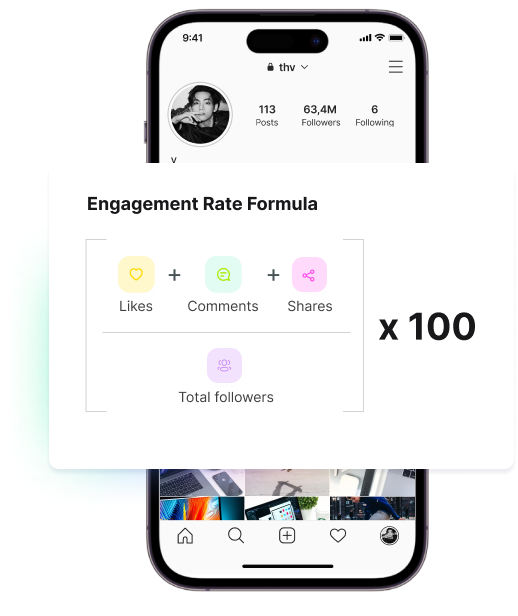 9:41
thv
113 63,4M 6
Posts Followers Following
Engagement Rate Formula
+ +
Likes Comments Shares
x 100
Total followers